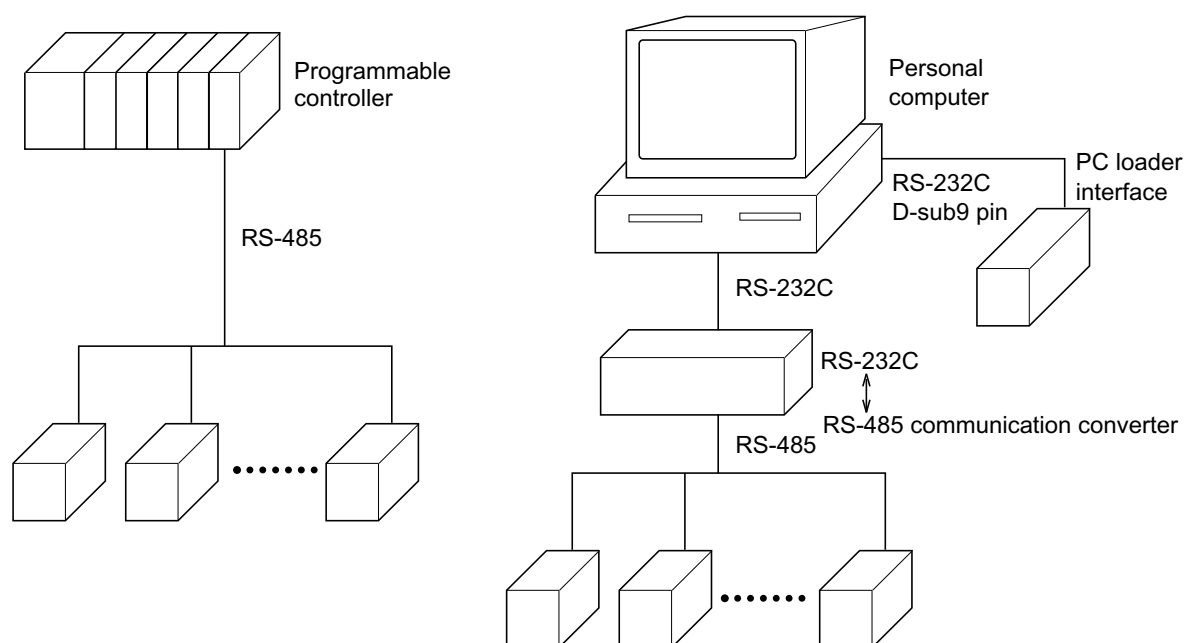 Programmable
controller
RS-485
Personal
computer
RS-232C
D-sub9 pin
PC loader
interface
RS-232C
RS-232C
RS-485 communication converter
RS-485